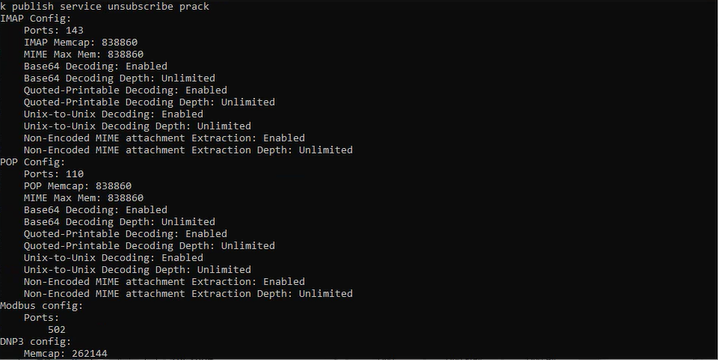 k publish service unsubscribe prack
IMAP Config:
Ports: 143
IMAP Memcap: 838860
MIME Max Mem: 838860
Base64 Decoding: Enabled
Base64 Decoding Depth: Unlimited
Quoted-Printable Decoding: Enabled
Quoted-Printable Decoding Depth: Unlimited
Unix-to-Unix Decoding: Enabled
Unix-to-Unix Decoding Depth: Unlimited
Non-Encoded MIME attachment Extraction: Enabled
Non-Encoded MIME attachment Extraction Depth: Unlimited
POP Config:
Ports: 110
POP Memcap: 838860
MIME Max Mem: 838860
Base64 Decoding: Enabled
Base64 Decoding Depth: Unlimited
Quoted-Printable Decoding: Enabled
Quoted-Printable Decoding Depth: Unlimited
Unix-to-Unix Decoding: Enabled
Unix-to-Unix Decoding Depth: Unlimited
Non-Encoded MIME attachment Extraction: Enabled
Non-Encoded MIME attachment Extraction Depth: Unlimited
Modbus config:
Ports:
502
DNP3 config:
Memcap: 262144